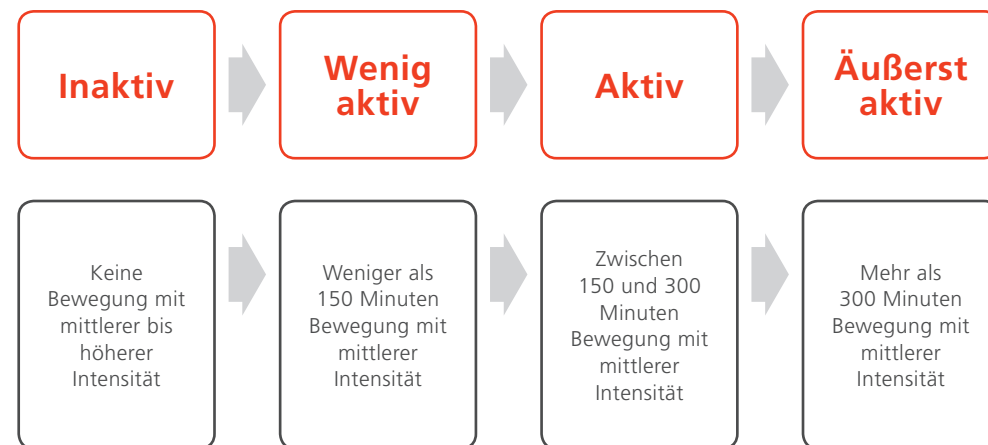 Inaktiv
Wenig
aktiv
Aktiv
Äußerst
aktiv
Keine
Bewegung mit
mittlerer bis
höherer
Intensität
Weniger als
150 Minuten
Bewegung mit
mittlerer
Intensität
Zwischen
150 und 300
Minuten
Bewegung mit
mittlerer
Intensität
Mehr als
300 Minuten
Bewegung mit
mittlerer
Intensität